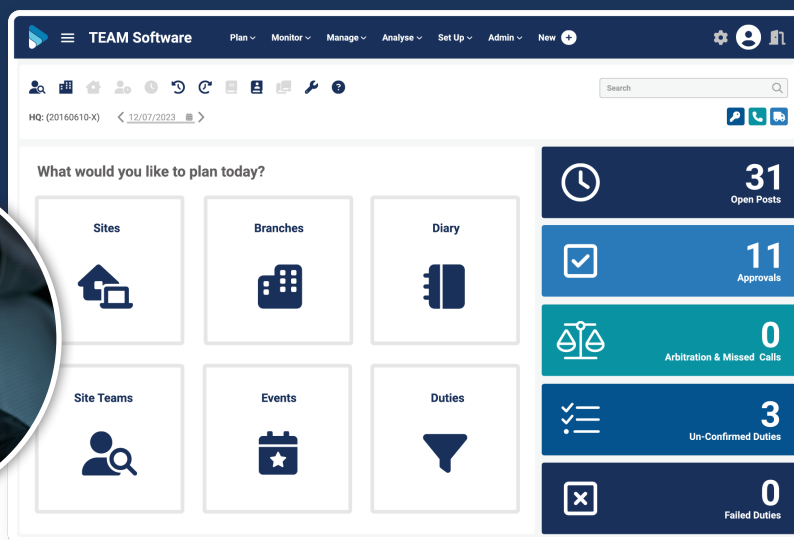 TEAM Software
Plan Monitor Manage Analyse Set Up Admin New
Search
HQ: (20160610-X) 12/07/2023
What would you like to plan today?
Sites Branches Diary
Site Teams Events Duties
31
Open Posts
11
Approvals
0
Arbitration & Missed Calls
3
Un-Confirmed Duties
0
Failed Duties